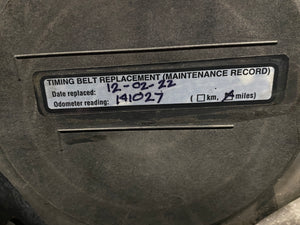 TIMING BELT REPLACEMENT (MAINTENANCE RECORD)
Date replaced: 12-02-22
Odometer reading: 141027 (☐ km, ☒ miles)